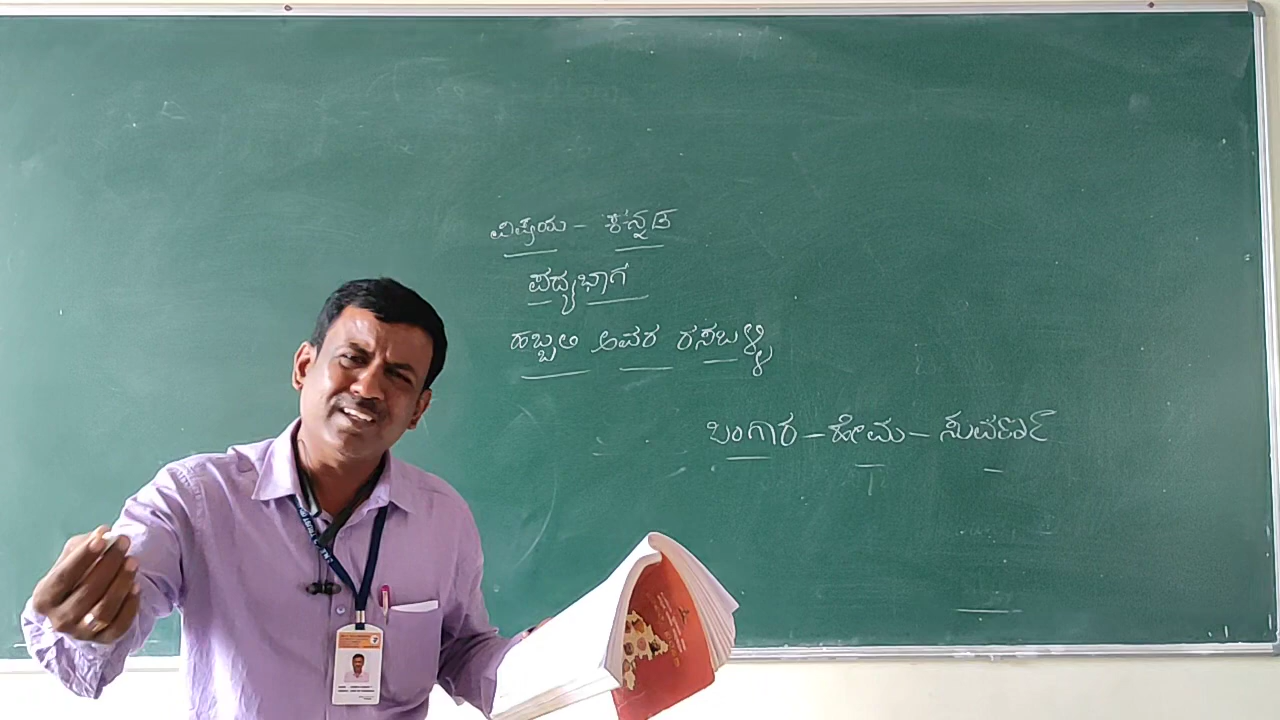 ವಿಷಯ - ಕನ್ನಡ
ಪದ್ಯಭಾಗ
ಹಬ್ಬಲಿ ಅವರ ರಸಬಳ್ಳಿ
ಬಂಗಾರ - ಹೇಮ - ಸುವರ್ಣ